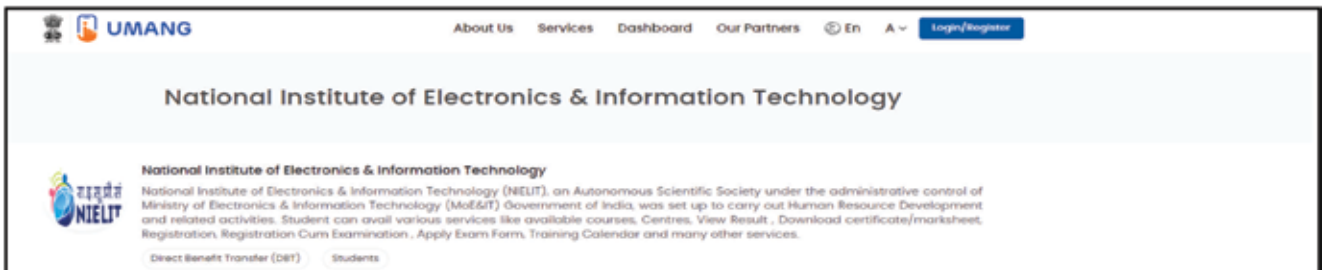 UMANG
About Us Services Dashboard Our Partners En A Login/Register
National Institute of Electronics & Information Technology
National Institute of Electronics & Information Technology
NIELIT
National Institute of Electronics & Information Technology (NIELIT), an Autonomous Scientific Society under the administrative control of
Ministry of Electronics & Information Technology (MoE&IT) Government of India, was set up to carry out Human Resource Development
and related activities. Student can avail various services like available courses, Centres, View Result , Download certificate/marksheet,
Registration, Registration Cum Examination , Apply Exam Form, Training Calendar and many other services.
Direct Benefit Transfer (DBT) Students